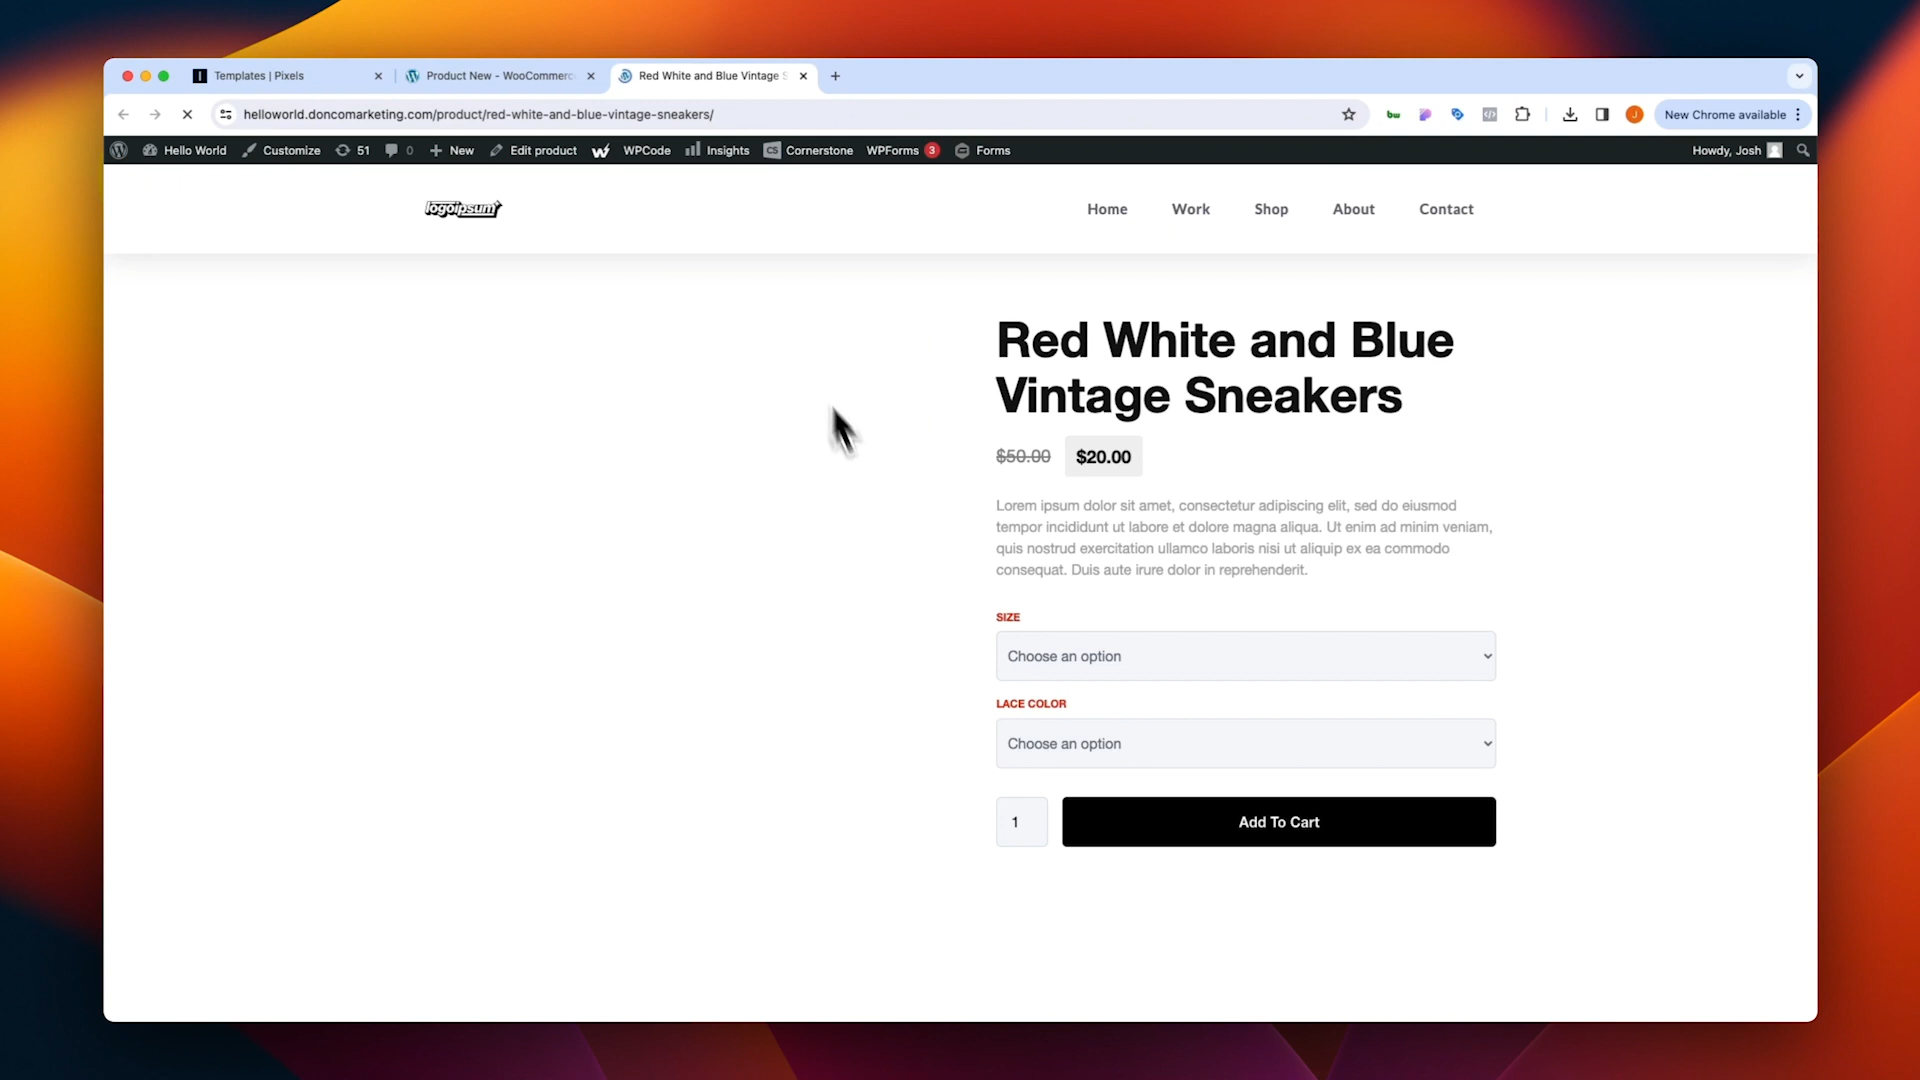 Templates | Pixels
Product New - WooCommerc
Red White and Blue Vintage S
helloworld.doncomarketing.com/product/red-white-and-blue-vintage-sneakers/
bw
J
New Chrome available
Hello World
Customize
51
0
New
Edit product
WPCode
Insights
CS
Cornerstone
WPForms
3
Forms
Howdy, Josh
logoipsum
Home
Work
Shop
About
Contact
Red White and Blue
Vintage Sneakers
$50.00
$20.00
Lorem ipsum dolor sit amet, consectetur adipiscing elit, sed do eiusmod
tempor incididunt ut labore et dolore magna aliqua. Ut enim ad minim veniam,
quis nostrud exercitation ullamco laboris nisi ut aliquip ex ea commodo
consequat. Duis aute irure dolor in reprehenderit.
SIZE
Choose an option
LACE COLOR
Choose an option
1
Add To Cart